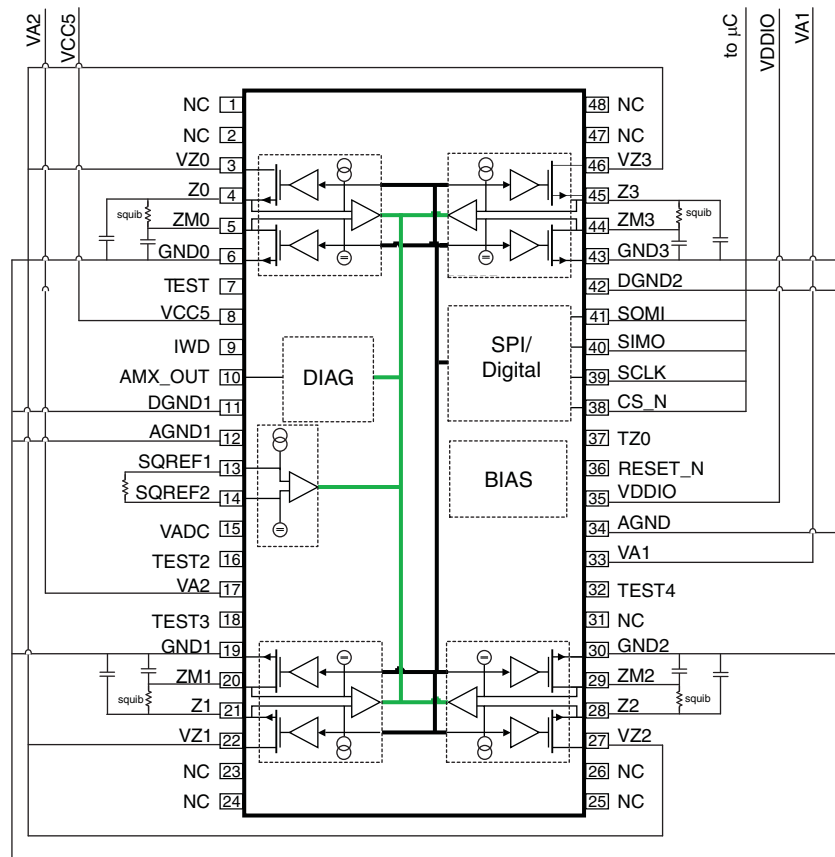 VA2
VCC5
to µC
VDDIO
VA1
NC 1
48 NC
NC 2
47 NC
VZ0 3
46 VZ3
Z0 4
45 Z3
squib
squib
ZM0 5
44 ZM3
GND0 6
43 GND3
TEST 7
42 DGND2
VCC5 8
41 SOMI
IWD 9
40 SIMO
SPI/
Digital
AMX_OUT 10
DIAG
39 SCLK
DGND1 11
38 CS_N
AGND1 12
37 TZ0
SQREF1 13
36 RESET_N
BIAS
SQREF2 14
35 VDDIO
VADC 15
34 AGND
TEST2 16
33 VA1
VA2 17
32 TEST4
TEST3 18
31 NC
GND1 19
30 GND2
ZM1 20
29 ZM2
squib
squib
Z1 21
28 Z2
VZ1 22
27 VZ2
NC 23
26 NC
NC 24
25 NC